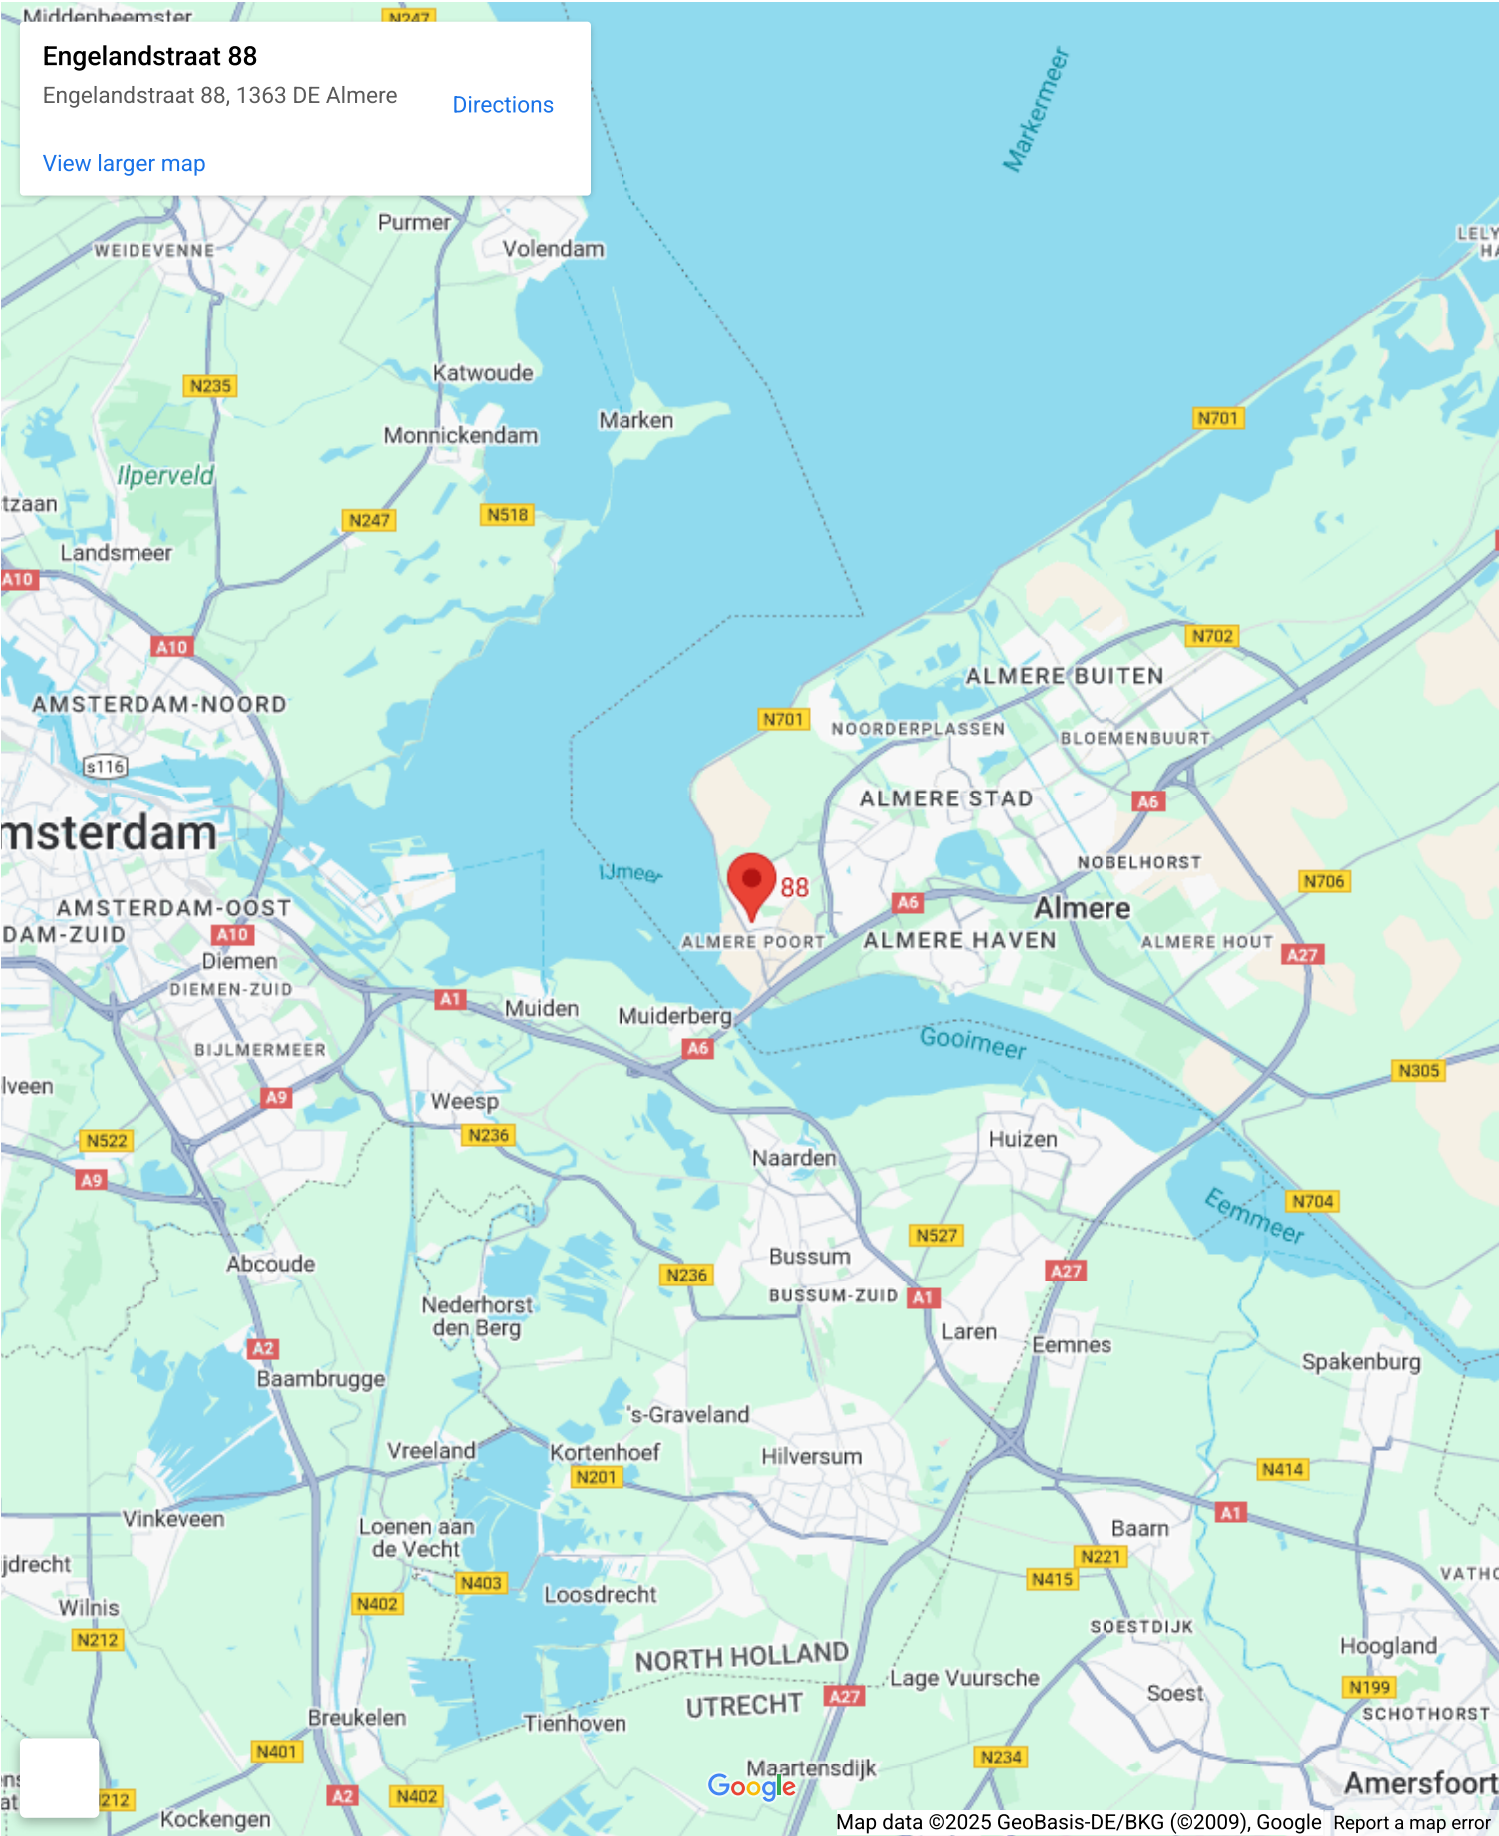 Middenbeemster
N247
Engelandstraat 88
Engelandstraat 88, 1363 DE Almere
Directions
View larger map
Markermeer
Purmer
Volendam
WEIDEVENNE
LELY
HA
N235
Katwoude
Marken
N701
Monnickendam
Ilperveld
tzaan
N247
N518
Landsmeer
A10
A10
N702
ALMERE BUITEN
AMSTERDAM-NOORD
N701
NOORDERPLASSEN
BLOEMENBUURT
s116
ALMERE STAD
A6
msterdam
NOBELHORST
IJmeer
88
N706
A6
Almere
AMSTERDAM-OOST
DAM-ZUID
A10
ALMERE POORT
ALMERE HAVEN
ALMERE HOUT
A27
Diemen
DIEMEN-ZUID
A1
Muiden
Muiderberg
Gooimeer
BIJLMERMEER
A6
N305
lveen
A9
Weesp
N522
N236
Huizen
Naarden
A9
N704
Eemmeer
N527
Abcoude
Bussum
N236
A27
BUSSUM-ZUID
A1
Nederhorst
den Berg
Laren
Eemnes
A2
Spakenburg
Baambrugge
's-Graveland
Vreeland
Kortenhoef
Hilversum
N201
N414
A1
Vinkeveen
Loenen aan
de Vecht
Baarn
N221
jdrecht
N415
VATHO
N403
Loosdrecht
N402
Wilnis
SOESTDIJK
N212
NORTH HOLLAND
Hoogland
Lage Vuursche
N199
UTRECHT
A27
Soest
SCHOTHORST
Breukelen
Tienhoven
N401
N234
Maartensdijk
ens
at
212
A2
N402
Google
Amersfoort
Kockengen
Map data ©2025 GeoBasis-DE/BKG (©2009), Google
Report a map error